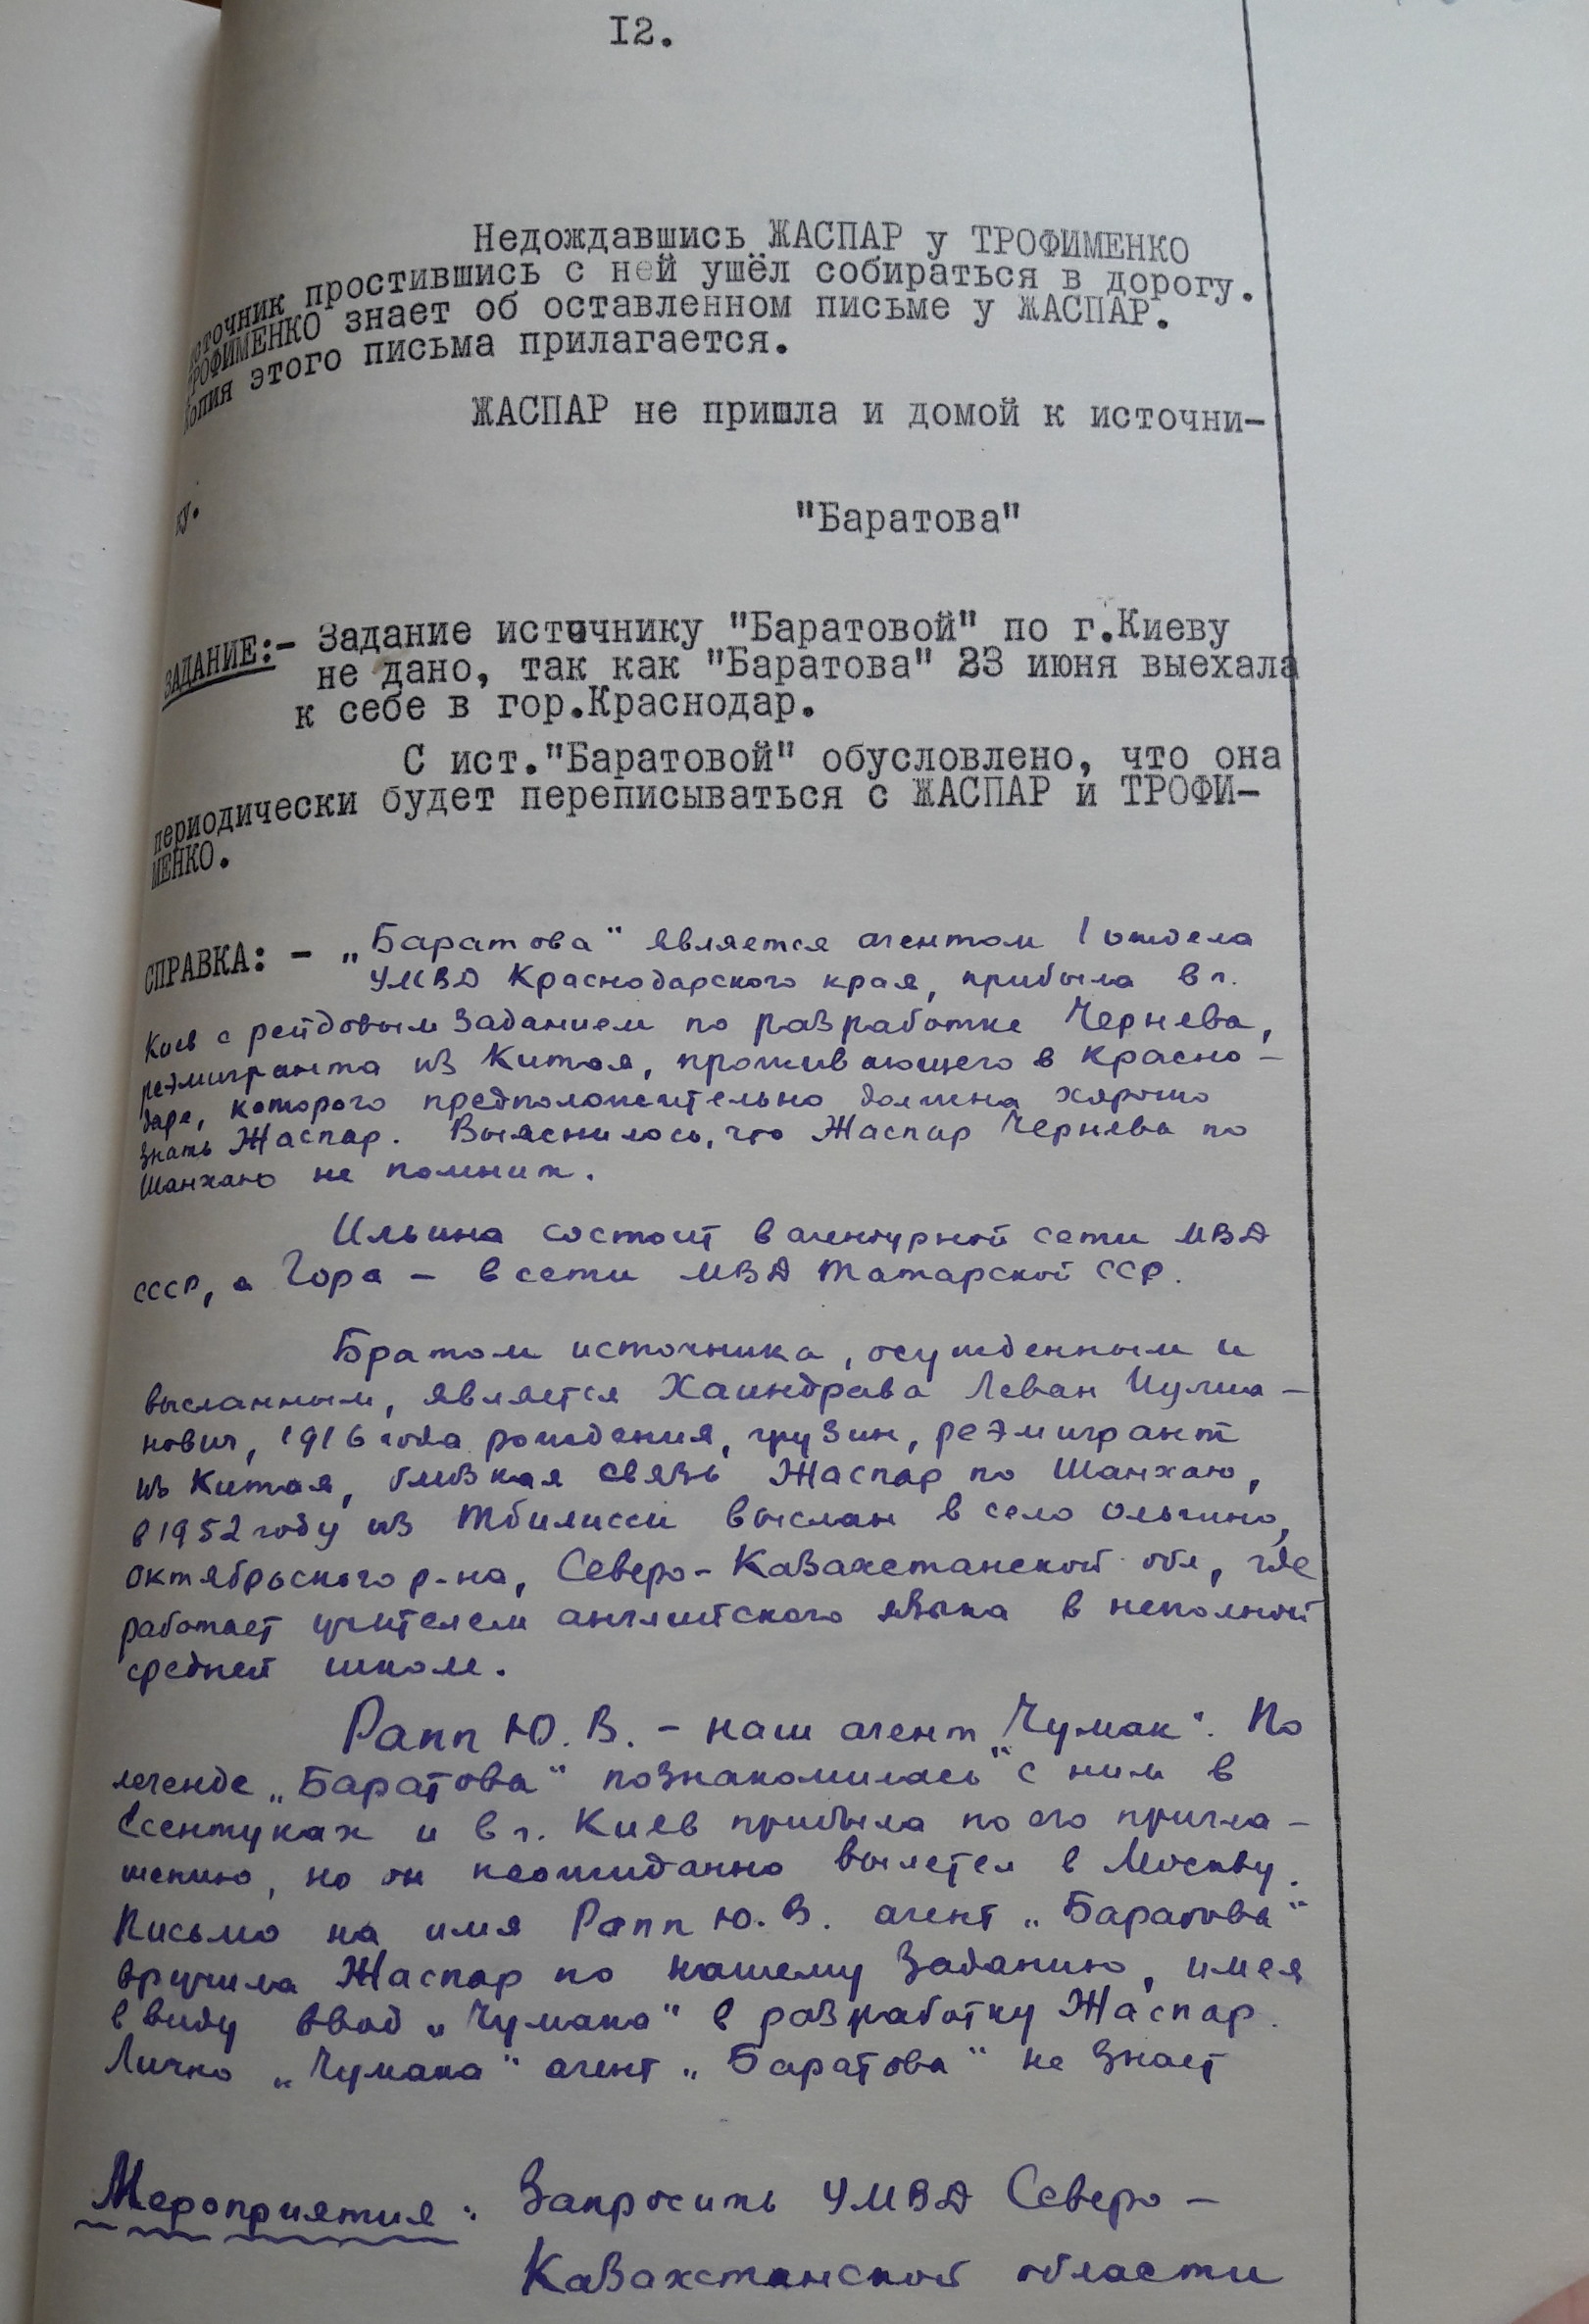 12.
Недождавшись ЖАСПАР у ТРОФИМЕНКО
источник простившись с ней ушёл собираться в дорогу.
ТРОФИМЕНКО знает об оставленном письме у ЖАСПАР.
Копия этого письма прилагается.
ЖАСПАР не пришла и домой к источни-
ку.
"Баратова"
ЗАДАНИЕ:- Задание источнику "Баратовой" по г.Киеву
не дано, так как "Баратова" 23 июня выехала
к себе в гор.Краснодар.
С ист."Баратовой" обусловлено, что она
периодически будет переписываться с ЖАСПАР и ТРОФИ-
МЕНКО.
СПРАВКА: - „Баратова" является агентом 1 отдела
УМВД Краснодарского края, прибыла в г.
Киев с рейдовым заданием по разработке Чернева,
реэмигранта из Китая, проживающего в Красно-
даре, которого предположительно должна хорошо
знать Жаспар. Выяснилось, что Жаспар Чернева по
Шанхаю не помнит.
Ильина состоит в агентурной сети МВД
СССР, а Гора - в сети МВД Татарской ССР.
Братом источника, осужденным и
высланным, является Хаиндрава Леван Иулиа-
нович, 1916 года рождения, грузин, реэмигрант
из Китая, близкая связь Жаспар по Шанхаю,
в 1952 году из Тбилисси выслан в село Ольгино,
Октябрьского р-на, Северо-Казахстанской обл, где
работает учителем английского языка в неполной
средней школе.
Рапп Ю.В. - наш агент „Чумак". По
легенде „Баратова" познакомилась с ним в
Ессентуках и в г. Киев прибыла по его пригла-
шению, но он неожиданно вылетел в Москву.
Письмо на имя Рапп Ю.В. агент „Баратова"
вручила Жаспар по нашему заданию, имея
в виду ввод „Чумака" в разработку Жаспар.
Лично „Чумака" агент „Баратова" не знает
Мероприятия: Запросить УМВД Северо-
Казахстанской области